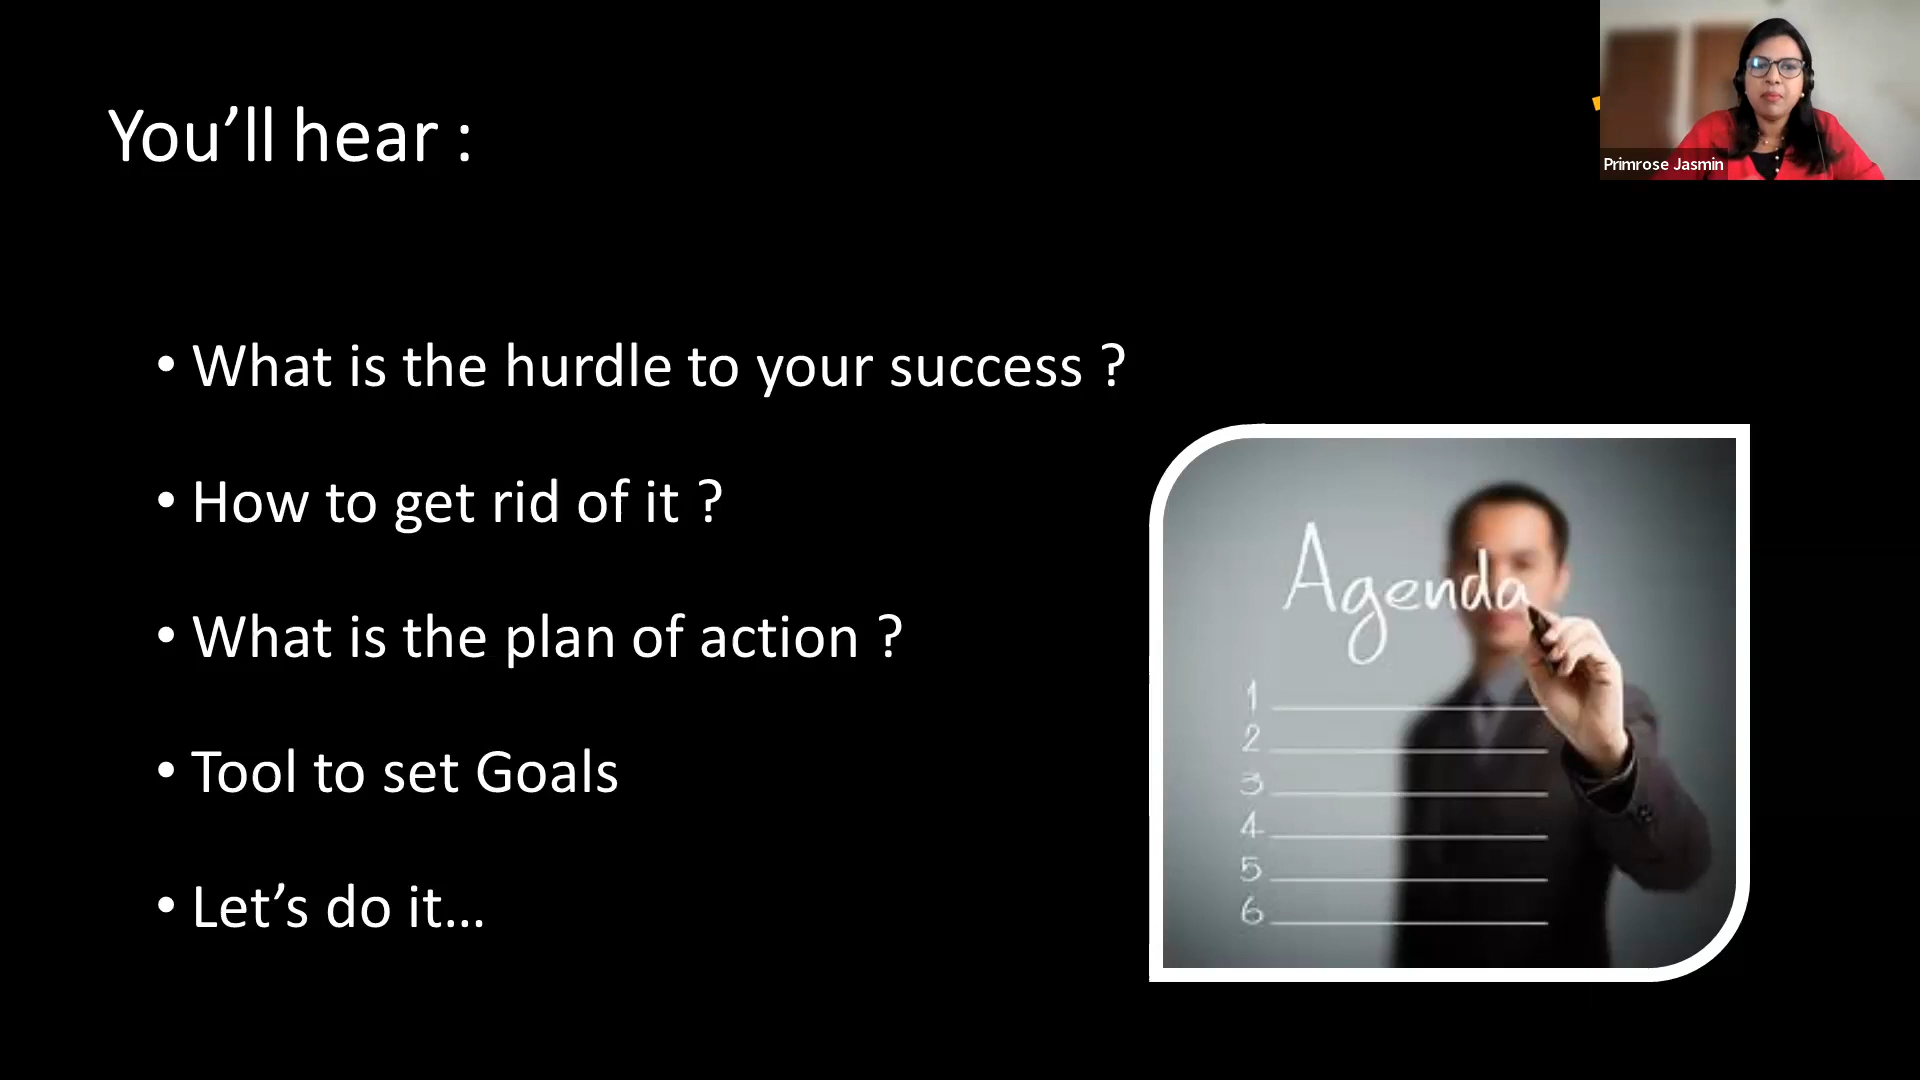 You’ll hear :
Primrose Jasmin
• What is the hurdle to your success ?
• How to get rid of it ?
• What is the plan of action ?
• Tool to set Goals
• Let’s do it...
Agenda
1
2
3
4
5
6